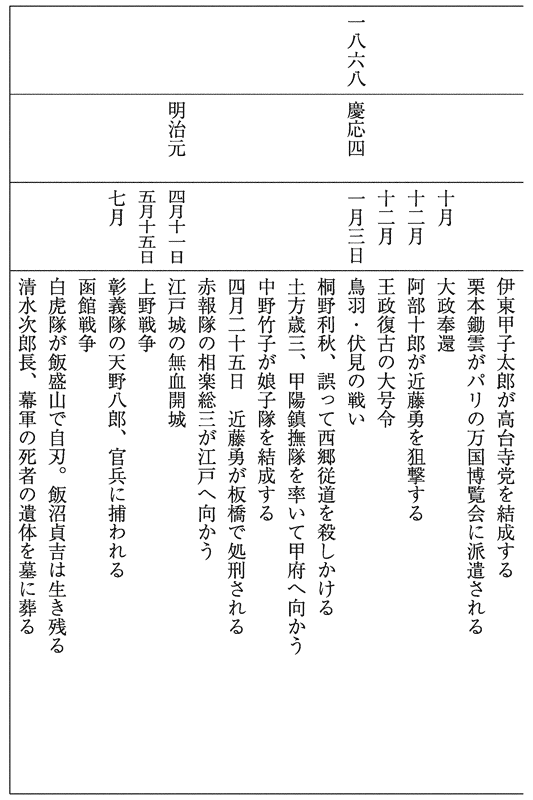 伊東甲子太郎が高台寺党を結成する
栗本鋤雲がパリの万国博覧会に派遣される
十月 大政奉還
十二月 阿部十郎が近藤勇を狙撃する
十二月 王政復古の大号令
一八六八 慶応四 一月三日 鳥羽・伏見の戦い
桐野利秋、誤って西郷従道を殺しかける
土方歳三、甲陽鎮撫隊を率いて甲府へ向かう
中野竹子が娘子隊を結成する
四月二十五日 近藤勇が板橋で処刑される
赤報隊の相楽総三が江戸へ向かう
明治元 四月十一日 江戸城の無血開城
五月十五日 上野戦争
七月 彰義隊の天野八郎、官兵に捕われる
函館戦争
白虎隊が飯盛山で自刃。飯沼貞吉は生き残る
清水次郎長、幕軍の死者の遺体を墓に葬る